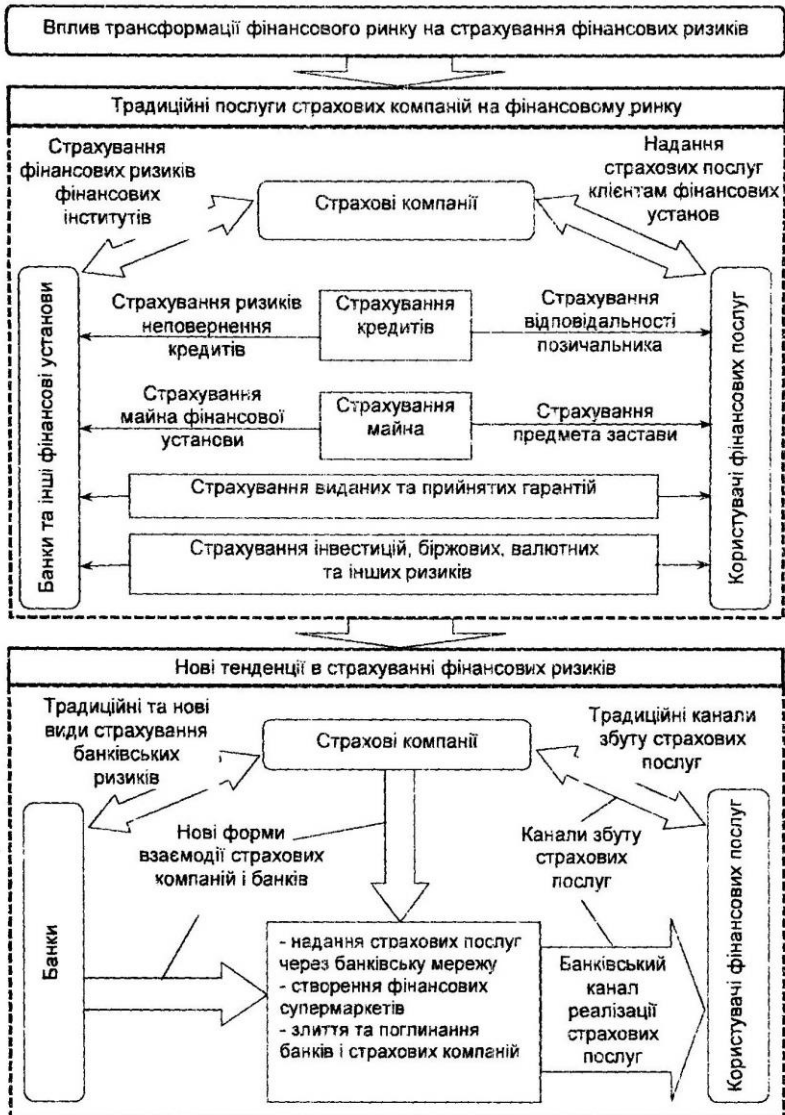 Вплив трансформації фінансового ринку на страхування фінансових ризиків
Традиційні послуги страхових компаній на фінансовому ринку
Страхування
фінансових ризиків
фінансових
інститутів
Страхові компанії
Надання
страхових послуг
клієнтам фінансових
установ
Банки та інші фінансові установи
Страхування ризиків
неповернення
кредитів
Страхування
кредитів
Страхування
відповідальності
позичальника
Страхування
майна фінансової
установи
Страхування
майна
Страхування
предмета застави
Страхування виданих та прийнятих гарантій
Страхування інвестицій, біржових, валютних
та інших ризиків
Користувачі фінансових послуг
Нові тенденції в страхуванні фінансових ризиків
Традиційні та нові
види страхування
банківських
ризиків
Страхові компанії
Традиційні канали
збуту страхових
послуг
Банки
Нові форми
взаємодії страхових
компаній і банків
Канали збуту
страхових
послуг
- надання страхових послуг
через банківську мережу
- створення фінансових
супермаркетів
- злиття та поглинання
банків і страхових компаній
Банківський
канал
реалізації
страхових
послуг
Користувачі фінансових послуг